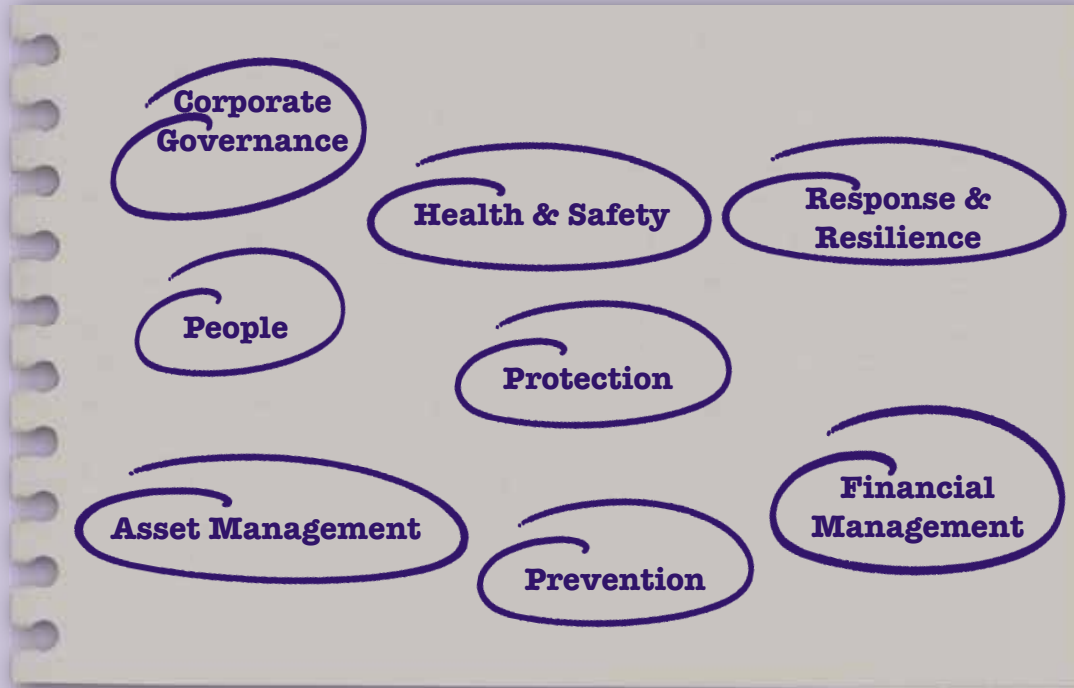 Corporate
Governance
Health & Safety
Response &
Resilience
People
Protection
Asset Management
Financial
Management
Prevention